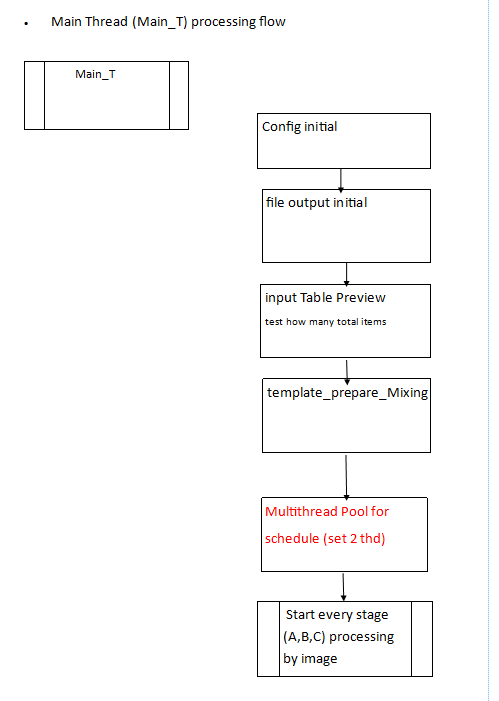 • Main Thread (Main_T) processing flow
Main_T
Config initial
file output initial
input Table Preview
test how many total items
template_prepare_Mixing
Multithread Pool for
schedule (set 2 thd)
Start every stage
(A,B,C) processing
by image